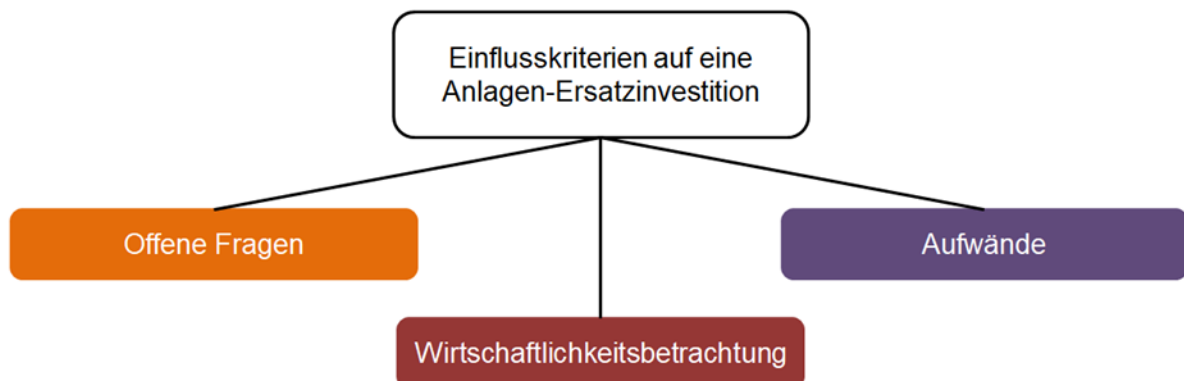 Einflusskriterien auf eine
Anlagen-Ersatzinvestition
Offene Fragen
Aufwände
Wirtschaftlichkeitsbetrachtung